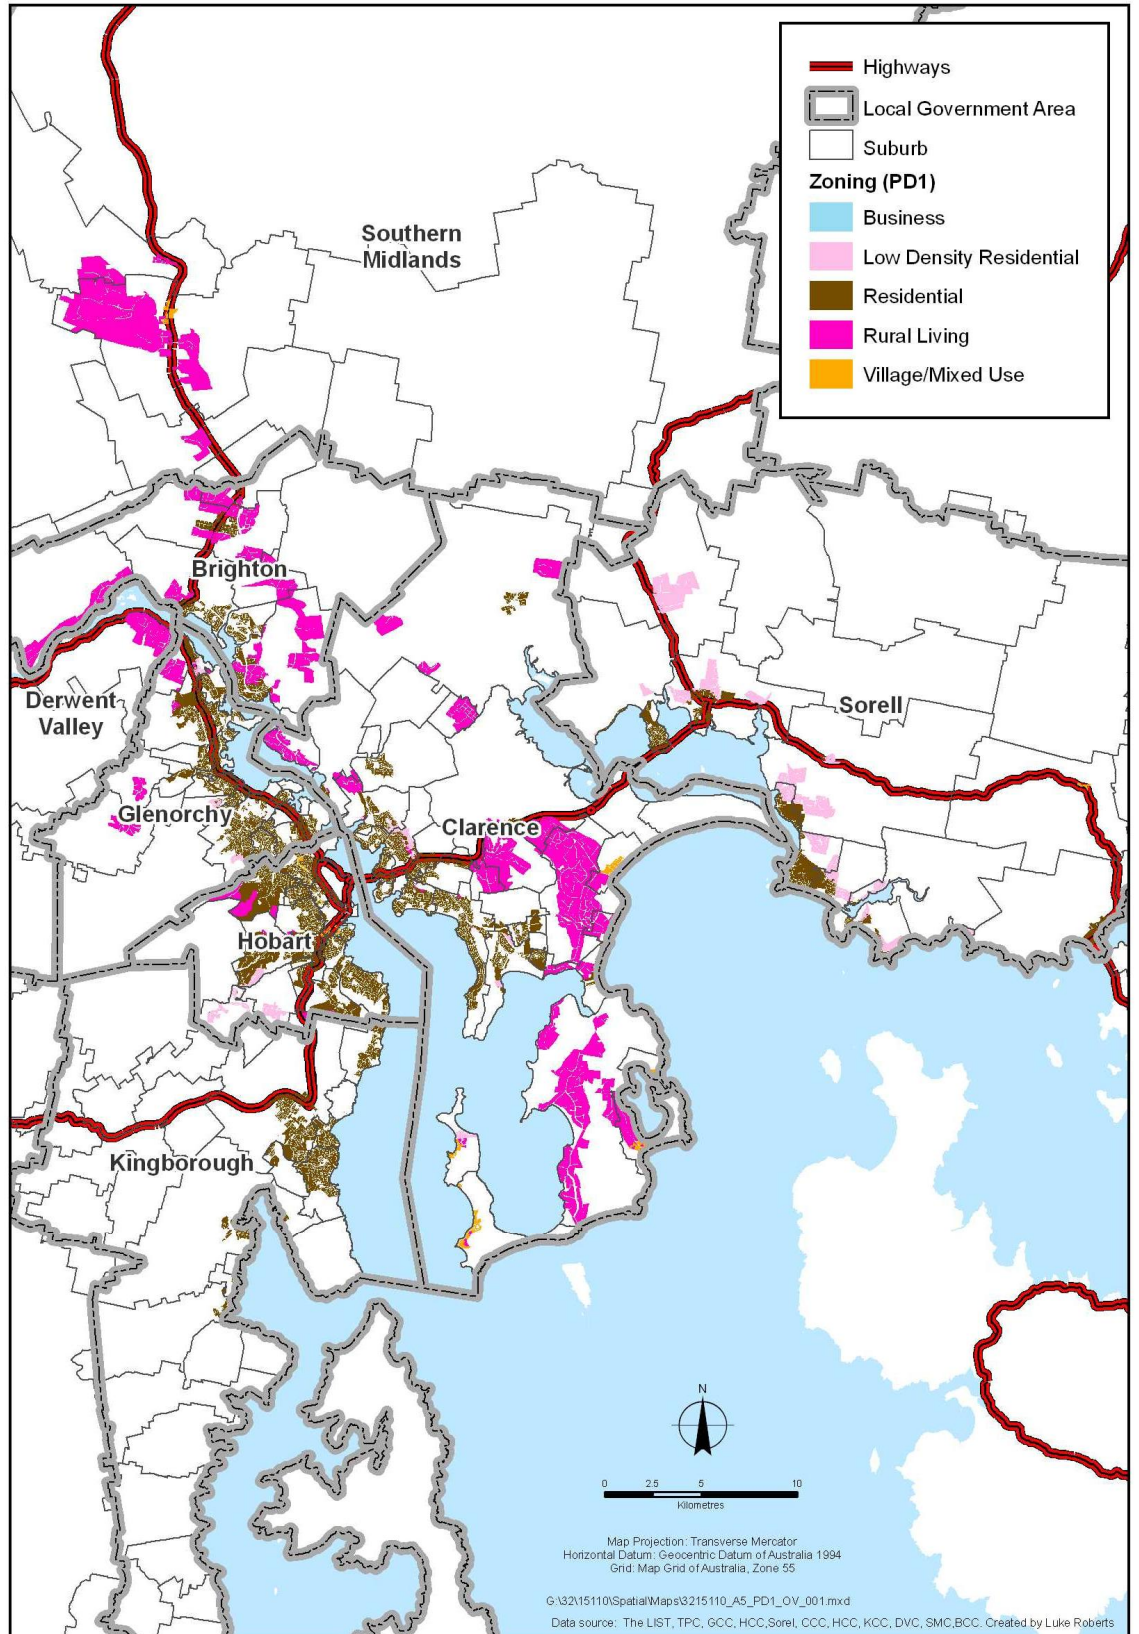 Highways
Local Government Area
Suburb
Zoning (PD1)
Business
Low Density Residential
Residential
Rural Living
Village/Mixed Use
Southern
Midlands
Brighton
Derwent
Valley
Sorell
Glenorchy
Clarence
Hobart
Kingborough
N
0 2.5 5 10
Kilometres
Map Projection: Transverse Mercator
Horizontal Datum: Geocentric Datum of Australia 1994
Grid: Map Grid of Australia, Zone 55
G:\32\15110\Spatial\Maps\3215110_A5_PD1_OV_001.mxd
Data source: The LIST, TPC, GCC, HCC,Sorel, CCC, HCC, KCC, DVC, SMC,BCC. Created by Luke Roberts